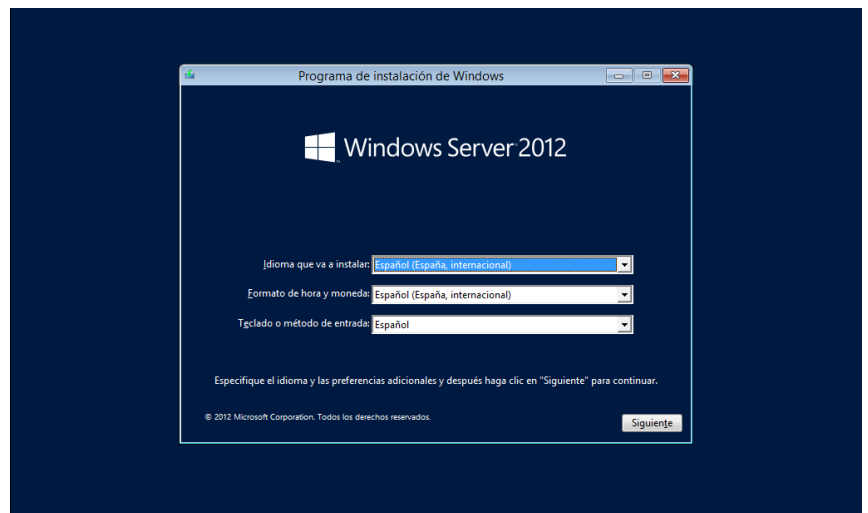 Programa de instalación de Windows
Windows Server 2012
Idioma que va a instalar: Español (España, internacional)
Formato de hora y moneda: Español (España, internacional)
Teclado o método de entrada: Español
Especifique el idioma y las preferencias adicionales y después haga clic en "Siguiente" para continuar.
© 2012 Microsoft Corporation. Todos los derechos reservados.
Siguiente